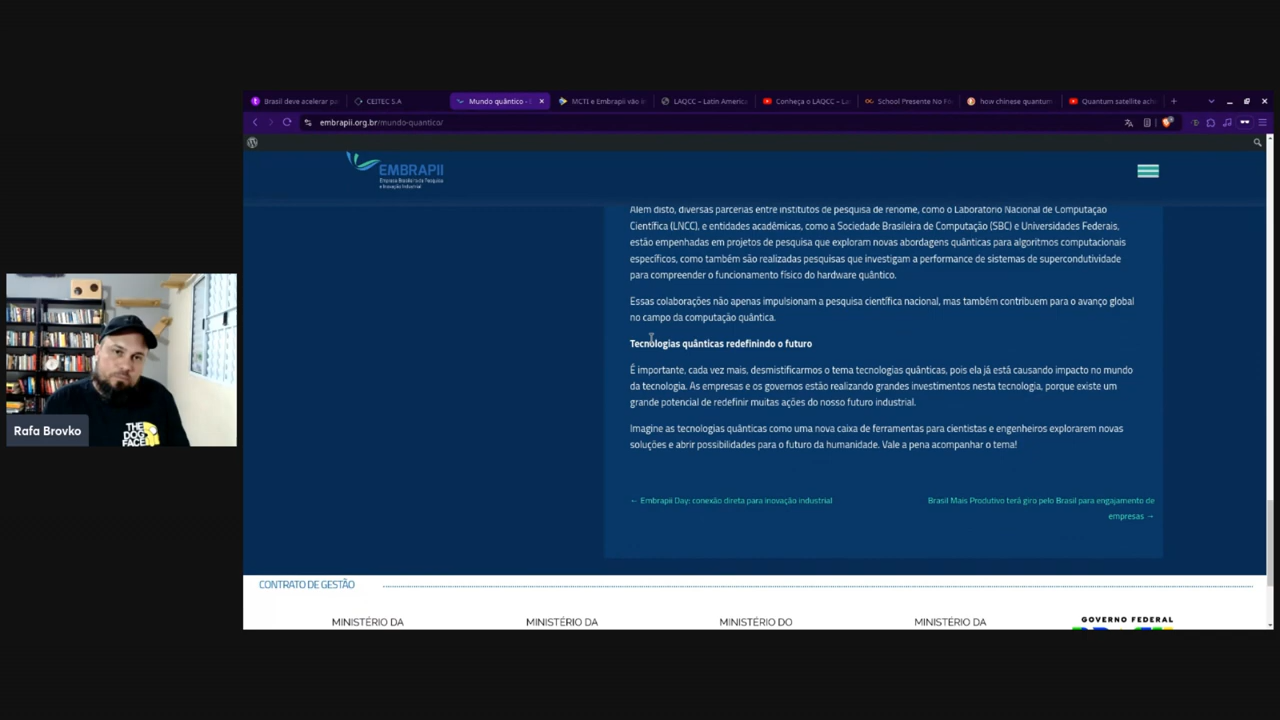 Brasil deve acelerar pa
CEITEC S.A
Mundo quântico -
MCTI e Embrapii vão in
LAQCC – Latin America
Conheça o LAQCC – La
School Presente No Fó
how chinese quantum
Quantum satellite ach
embrapii.org.br/mundo-quantico/
EMBRAPII
Empresa Brasileira de Pesquisa
e Inovação Industrial
Além disto, diversas parcerias entre institutos de pesquisa de renome, como o Laboratório Nacional de Computação
Científica (LNCC), e entidades acadêmicas, como a Sociedade Brasileira de Computação (SBC) e Universidades Federais,
estão empenhadas em projetos de pesquisa que exploram novas abordagens quânticas para algoritmos computacionais
específicos, como também são realizadas pesquisas que investigam a performance de sistemas de supercondutividade
para compreender o funcionamento físico do hardware quântico.
Essas colaborações não apenas impulsionam a pesquisa científica nacional, mas também contribuem para o avanço global
no campo da computação quântica.
Tecnologias quânticas redefinindo o futuro
É importante, cada vez mais, desmistificarmos o tema tecnologias quânticas, pois ela já está causando impacto no mundo
da tecnologia. As empresas e os governos estão realizando grandes investimentos nesta tecnologia, porque existe um
grande potencial de redefinir muitas ações do nosso futuro industrial.
Imagine as tecnologias quânticas como uma nova caixa de ferramentas para cientistas e engenheiros explorarem novas
soluções e abrir possibilidades para o futuro da humanidade. Vale a pena acompanhar o tema!
← Embrapii Day: conexão direta para inovação industrial
Brasil Mais Produtivo terá giro pelo Brasil para engajamento de
empresas →
CONTRATO DE GESTÃO
MINISTÉRIO DA
MINISTÉRIO DA
MINISTÉRIO DO
MINISTÉRIO DA
GOVERNO FEDERAL
THE
DOG
FACE
Rafa Brovko